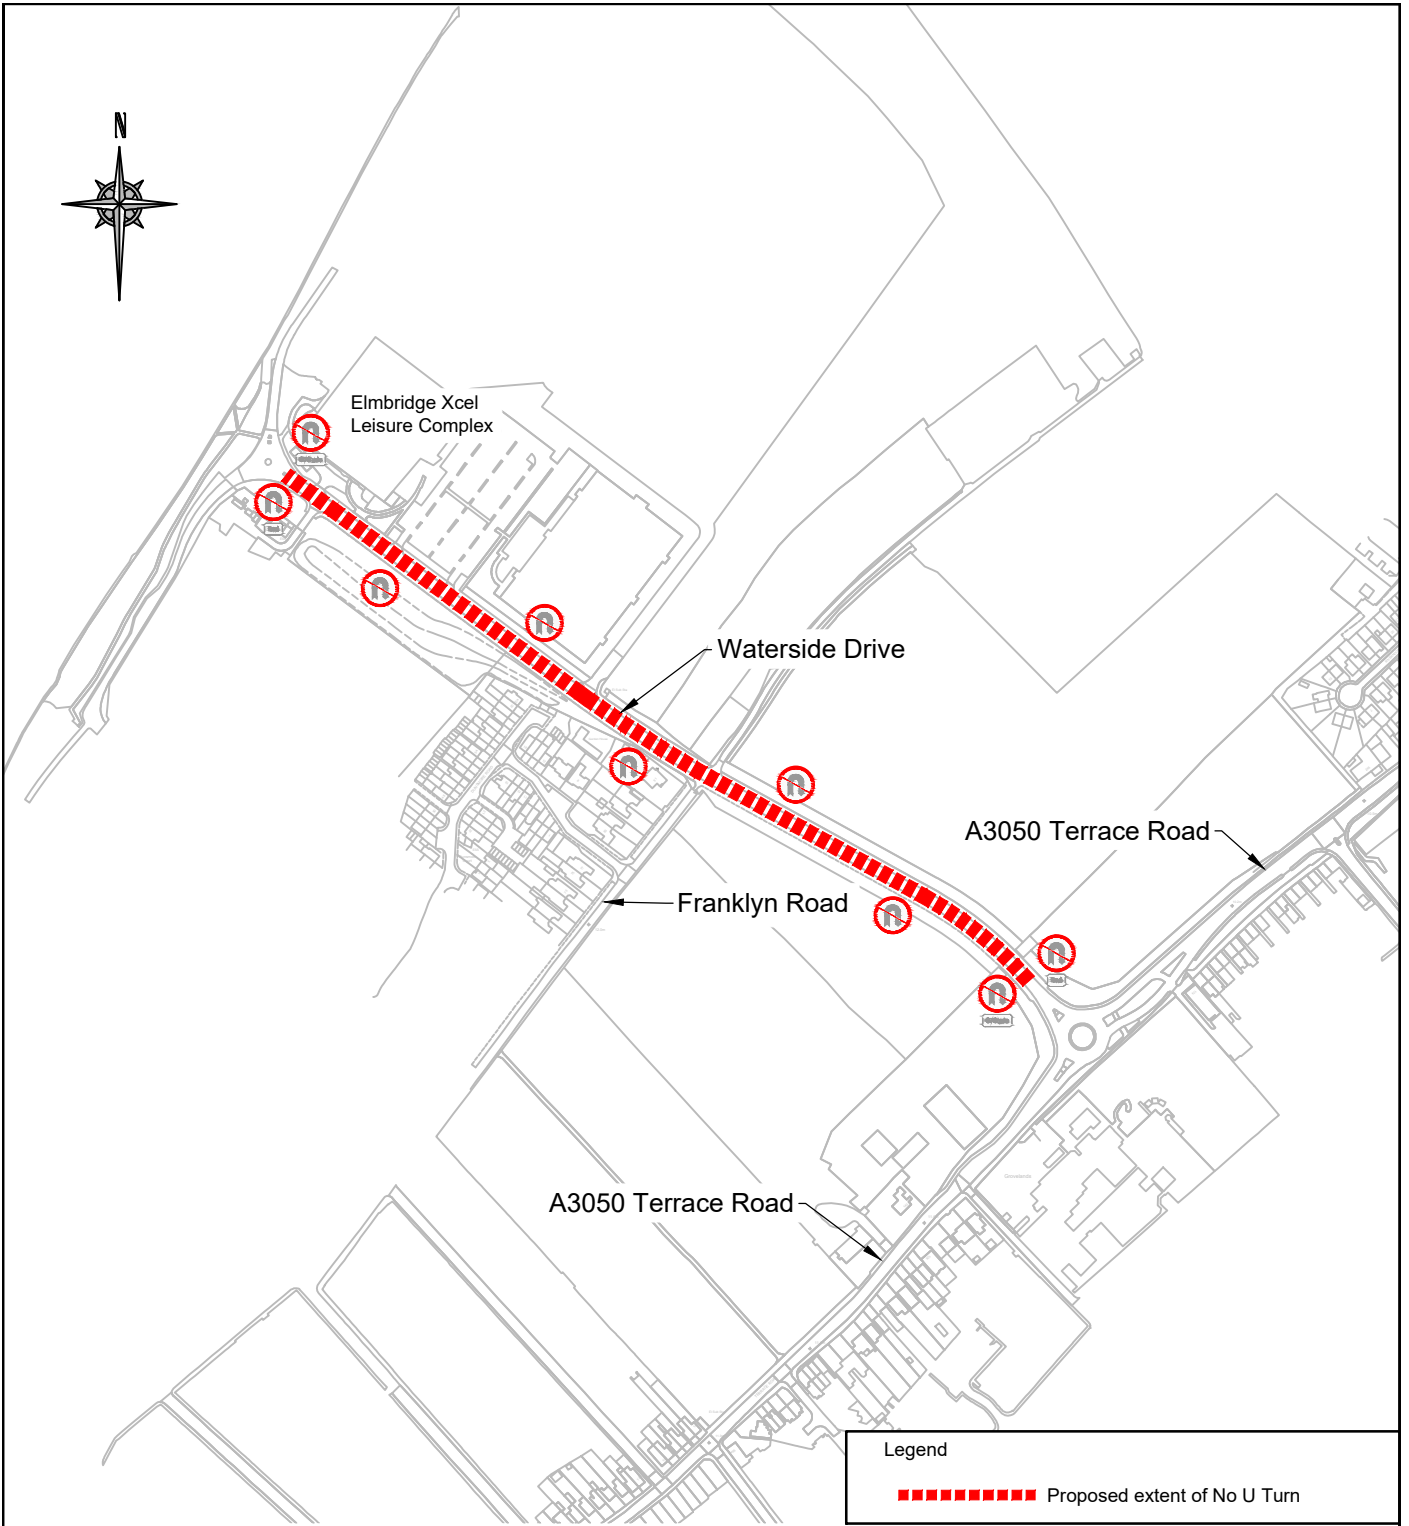 N
Elmbridge Xcel
Leisure Complex
Waterside Drive
A3050 Terrace Road
Franklyn Road
A3050 Terrace Road
Legend
Proposed extent of No U Turn